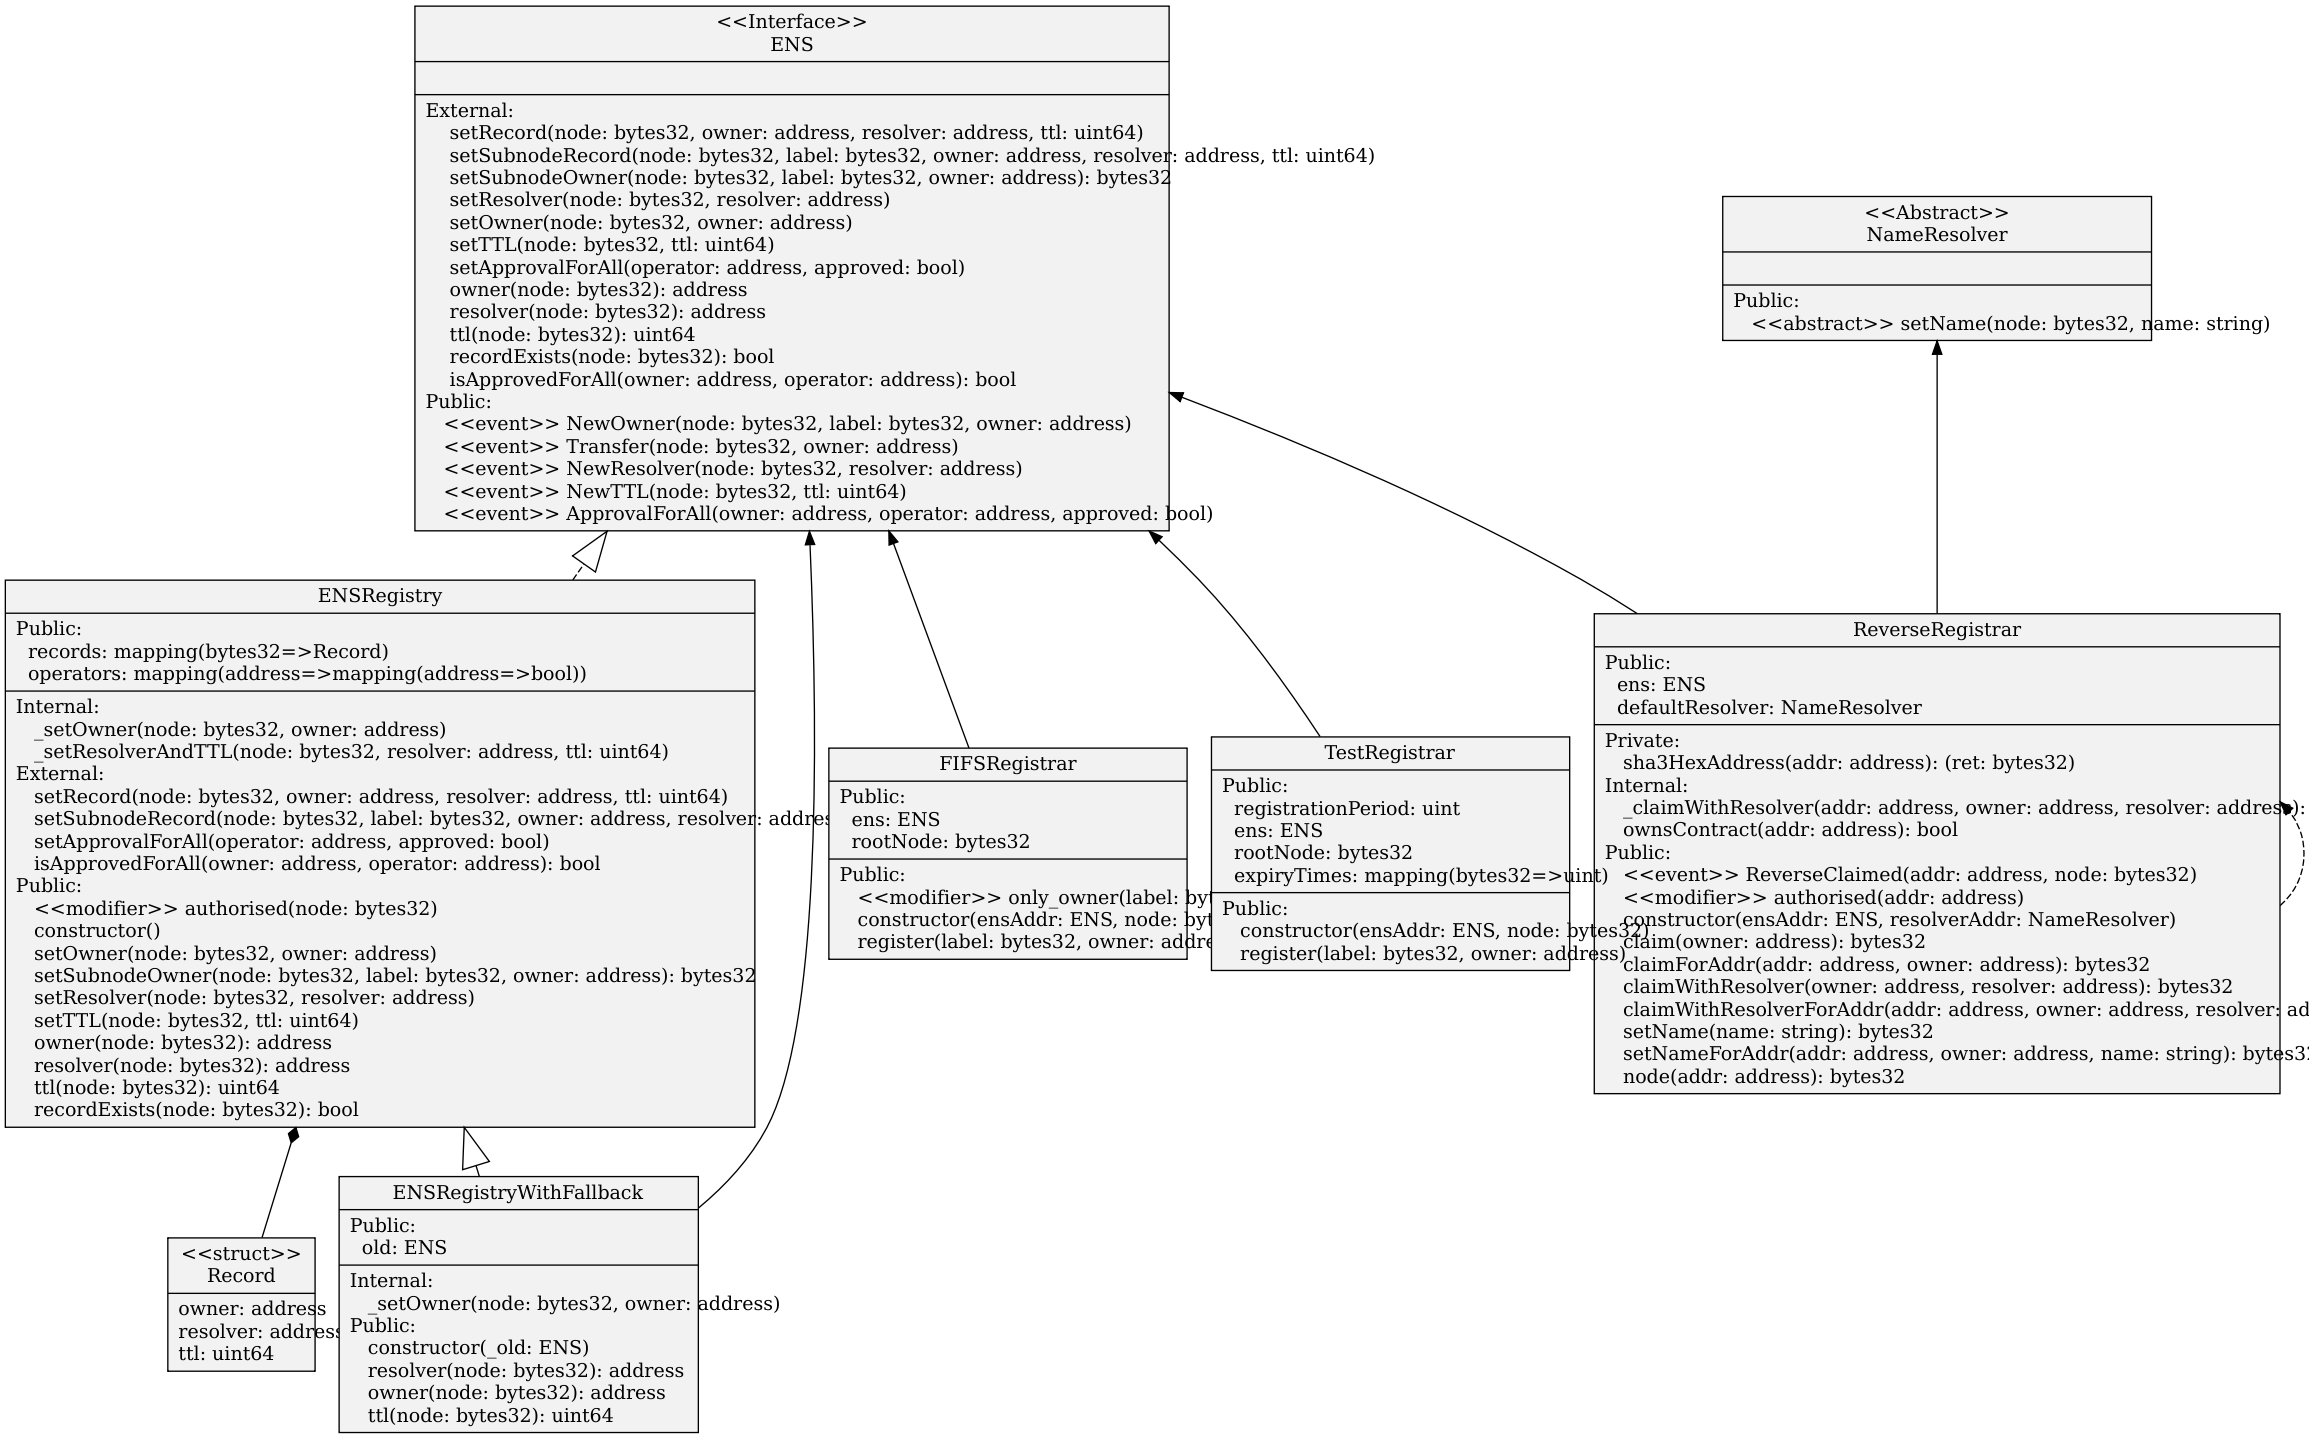 <<Interface>>
ENS
External:
setRecord(node: bytes32, owner: address, resolver: address, ttl: uint64)
setSubnodeRecord(node: bytes32, label: bytes32, owner: address, resolver: address, ttl: uint64)
setSubnodeOwner(node: bytes32, label: bytes32, owner: address): bytes32
setResolver(node: bytes32, resolver: address)
setOwner(node: bytes32, owner: address)
setTTL(node: bytes32, ttl: uint64)
setApprovalForAll(operator: address, approved: bool)
owner(node: bytes32): address
resolver(node: bytes32): address
ttl(node: bytes32): uint64
recordExists(node: bytes32): bool
isApprovedForAll(owner: address, operator: address): bool
Public:
<<event>> NewOwner(node: bytes32, label: bytes32, owner: address)
<<event>> Transfer(node: bytes32, owner: address)
<<event>> NewResolver(node: bytes32, resolver: address)
<<event>> NewTTL(node: bytes32, ttl: uint64)
<<event>> ApprovalForAll(owner: address, operator: address, approved: bool)
<<Abstract>>
NameResolver
Public:
<<abstract>> setName(node: bytes32, name: string)
ENSRegistry
Public:
records: mapping(bytes32=>Record)
operators: mapping(address=>mapping(address=>bool))
Internal:
_setOwner(node: bytes32, owner: address)
_setResolverAndTTL(node: bytes32, resolver: address, ttl: uint64)
External:
setRecord(node: bytes32, owner: address, resolver: address, ttl: uint64)
setSubnodeRecord(node: bytes32, label: bytes32, owner: address, resolver:
setApprovalForAll(operator: address, approved: bool)
isApprovedForAll(owner: address, operator: address): bool
Public:
<<modifier>> authorised(node: bytes32)
constructor()
setOwner(node: bytes32, owner: address)
setSubnodeOwner(node: bytes32, label: bytes32, owner: address): bytes32
setResolver(node: bytes32, resolver: address)
setTTL(node: bytes32, ttl: uint64)
owner(node: bytes32): address
resolver(node: bytes32): address
ttl(node: bytes32): uint64
recordExists(node: bytes32): bool
FIFSRegistrar
Public:
ens: ENS
rootNode: bytes32
Public:
<<modifier>> only_owner(label:
constructor(ensAddr: ENS, node:
register(label: bytes32, owner:
TestRegistrar
Public:
registrationPeriod: uint
ens: ENS
rootNode: bytes32
expiryTimes: mapping(bytes32=>uint)
Public:
constructor(ensAddr: ENS, node: bytes32)
register(label: bytes32, owner: address)
ReverseRegistrar
Public:
ens: ENS
defaultResolver: NameResolver
Private:
sha3HexAddress(addr: address): (ret: bytes32)
Internal:
_claimWithResolver(addr: address, owner: address, resolver: address):
ownsContract(addr: address): bool
Public:
<<event>> ReverseClaimed(addr: address, node: bytes32)
<<modifier>> authorised(addr: address)
constructor(ensAddr: ENS, resolverAddr: NameResolver)
claim(owner: address): bytes32
claimForAddr(addr: address, owner: address): bytes32
claimWithResolver(owner: address, resolver: address): bytes32
claimWithResolverForAddr(addr: address, owner: address, resolver:
setName(name: string): bytes32
setNameForAddr(addr: address, owner: address, name: string): bytes32
node(addr: address): bytes32
<<struct>>
Record
owner: address
resolver: address
ttl: uint64
ENSRegistryWithFallback
Public:
old: ENS
Internal:
_setOwner(node: bytes32, owner: address)
Public:
constructor(_old: ENS)
resolver(node: bytes32): address
owner(node: bytes32): address
ttl(node: bytes32): uint64